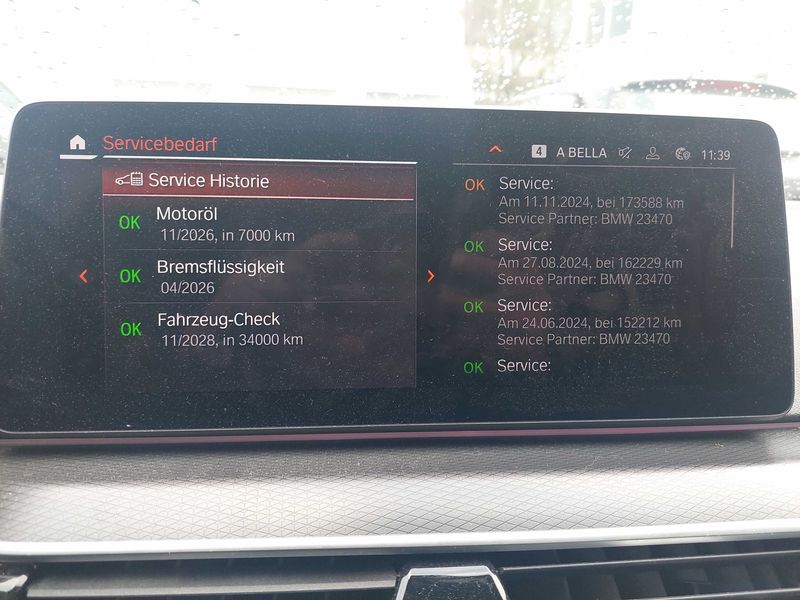 Servicebedarf
4 A BELLA 11:39
Service Historie
OK Motoröl
11/2026, in 7000 km
OK Bremsflüssigkeit
04/2026
OK Fahrzeug-Check
11/2028, in 34000 km
OK Service:
Am 11.11.2024, bei 173588 km
Service Partner: BMW 23470
OK Service:
Am 27.08.2024, bei 162229 km
Service Partner: BMW 23470
OK Service:
Am 24.06.2024, bei 152212 km
Service Partner: BMW 23470
OK Service: